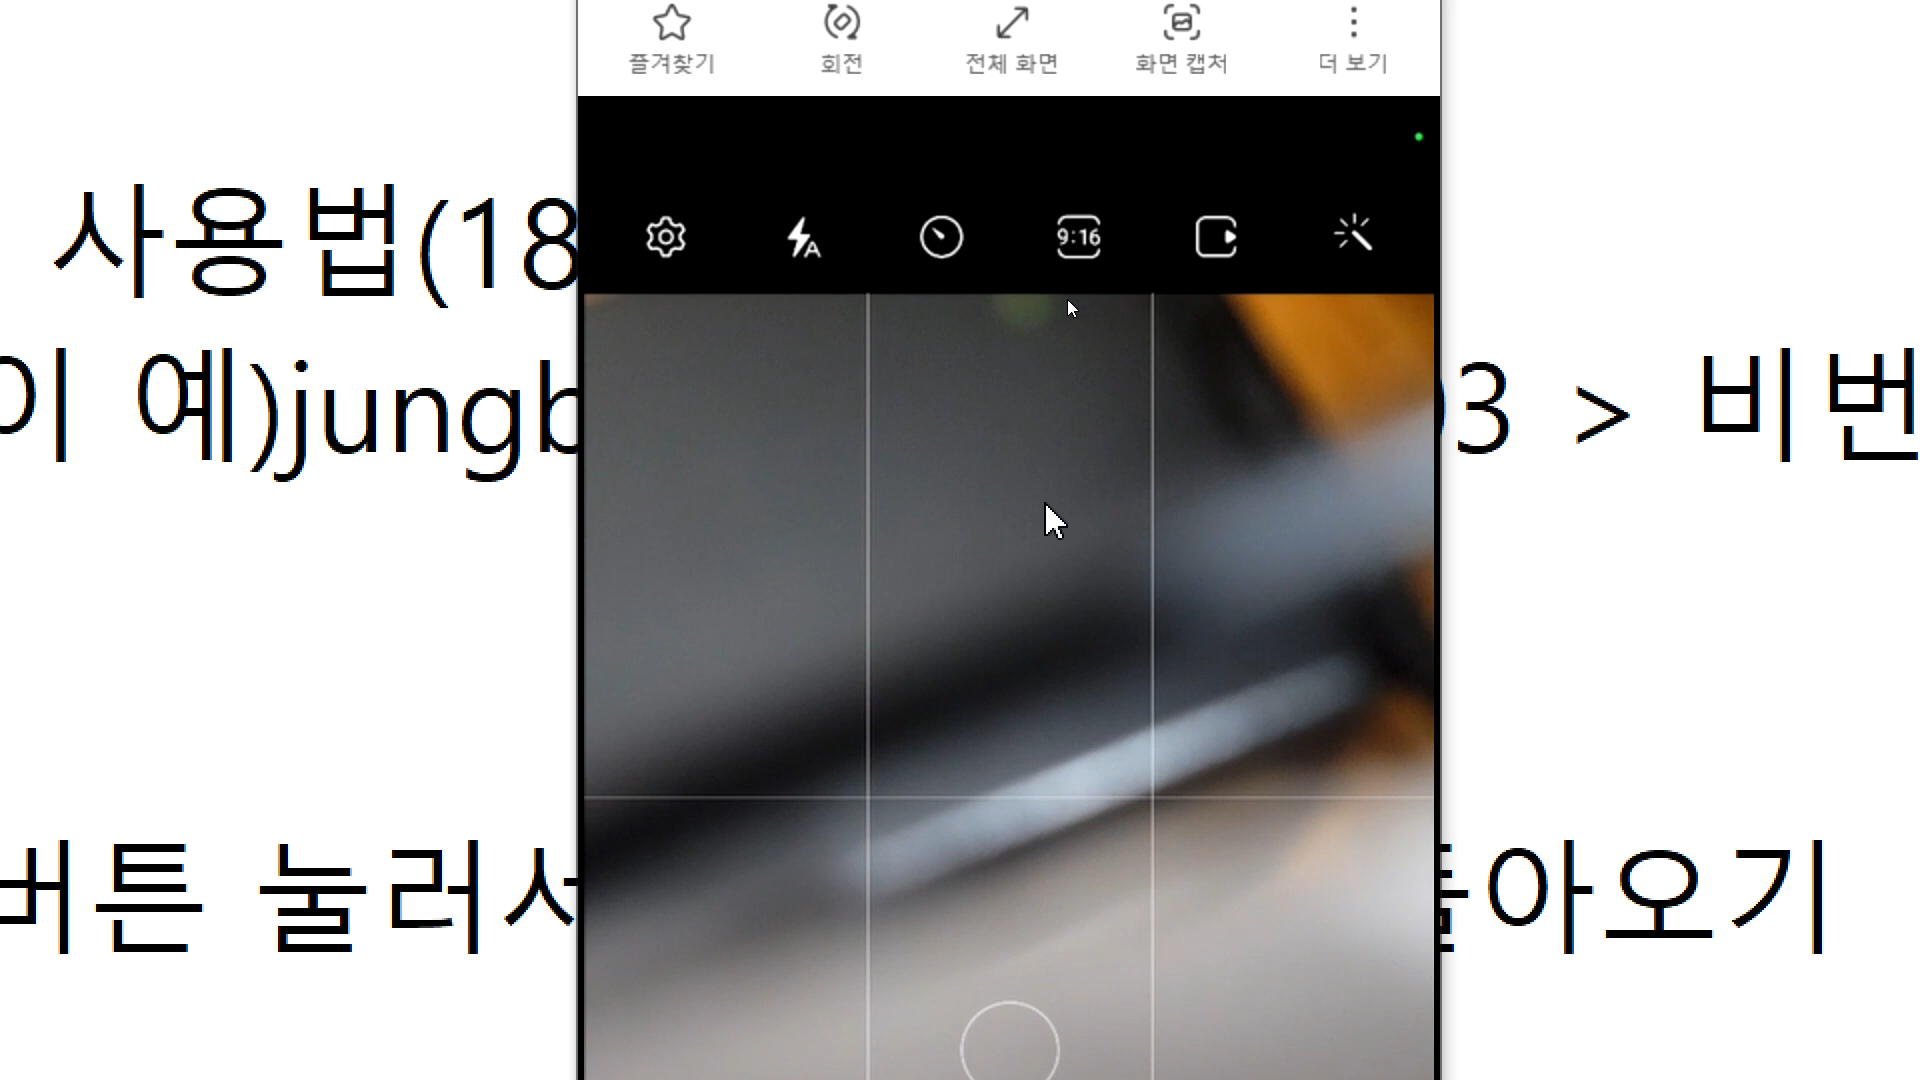 즐겨찾기 회전 전체 화면 화면 캡처 더 보기
사용법(18
9:16
이 예)jungb 03 > 비번
버튼 눌러서 돌아오기